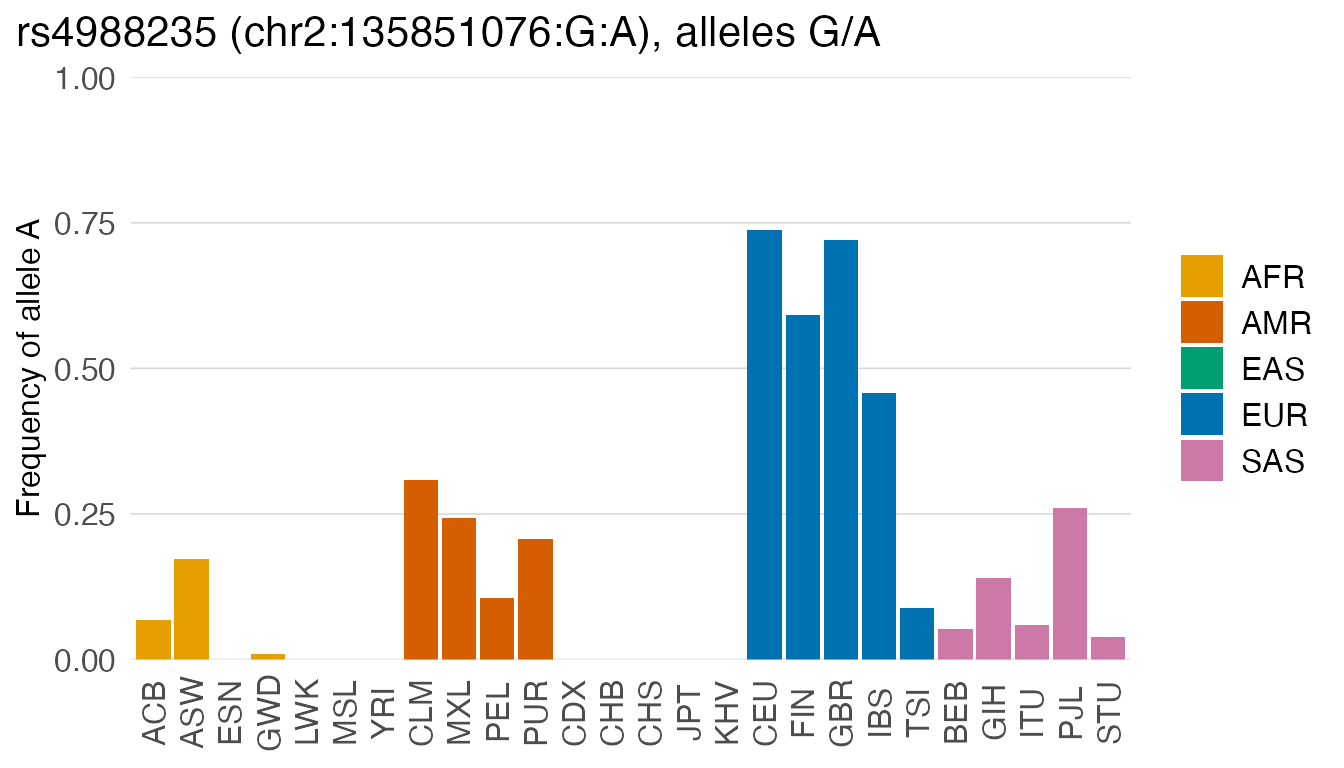 rs4988235 (chr2:135851076:G:A), alleles G/A
Frequency of allele A
1.00
0.75
0.50
0.25
0.00
ACB
ASW
ESN
GWD
LWK
MSL
YRI
CLM
MXL
PEL
PUR
CDX
CHB
CHS
JPT
KHV
CEU
FIN
GBR
IBS
TSI
BEB
GIH
ITU
PJL
STU
AFR
AMR
EAS
EUR
SAS